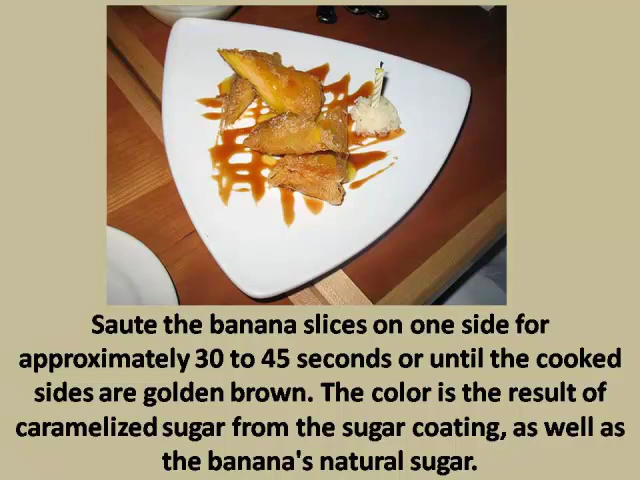 Saute the banana slices on one side for
approximately 30 to 45 seconds or until the cooked
sides are golden brown. The color is the result of
caramelized sugar from the sugar coating, as well as
the banana's natural sugar.